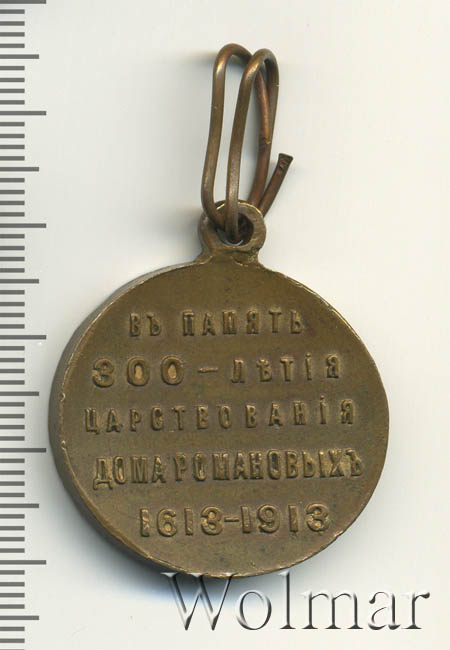 ВЪ ПАМЯТЬ
300-ЛѢТІЯ
ЦАРСТВОВАНІЯ
ДОМА РОМАНОВЫХЪ
1613-1913
Wolmar